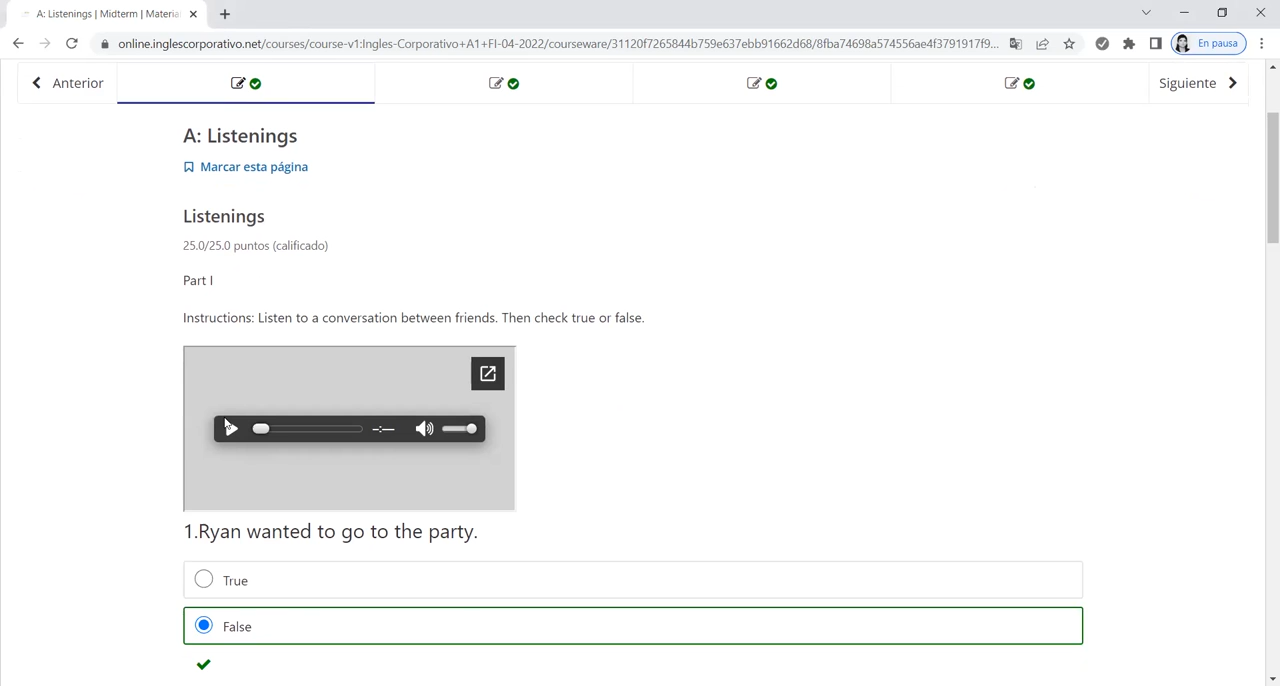 A: Listenings | Midterm | Materia
online.inglescorporativo.net/courses/course-v1:Ingles-Corporativo+A1+FI-04-2022/courseware/31120f7265844b759e637ebb91662d68/8fba74698a574556ae4f3791917f9...
En pausa
Anterior
Siguiente
A: Listenings
Marcar esta página
Listenings
25.0/25.0 puntos (calificado)
Part I
Instructions: Listen to a conversation between friends. Then check true or false.
-:--
1.Ryan wanted to go to the party.
True
False